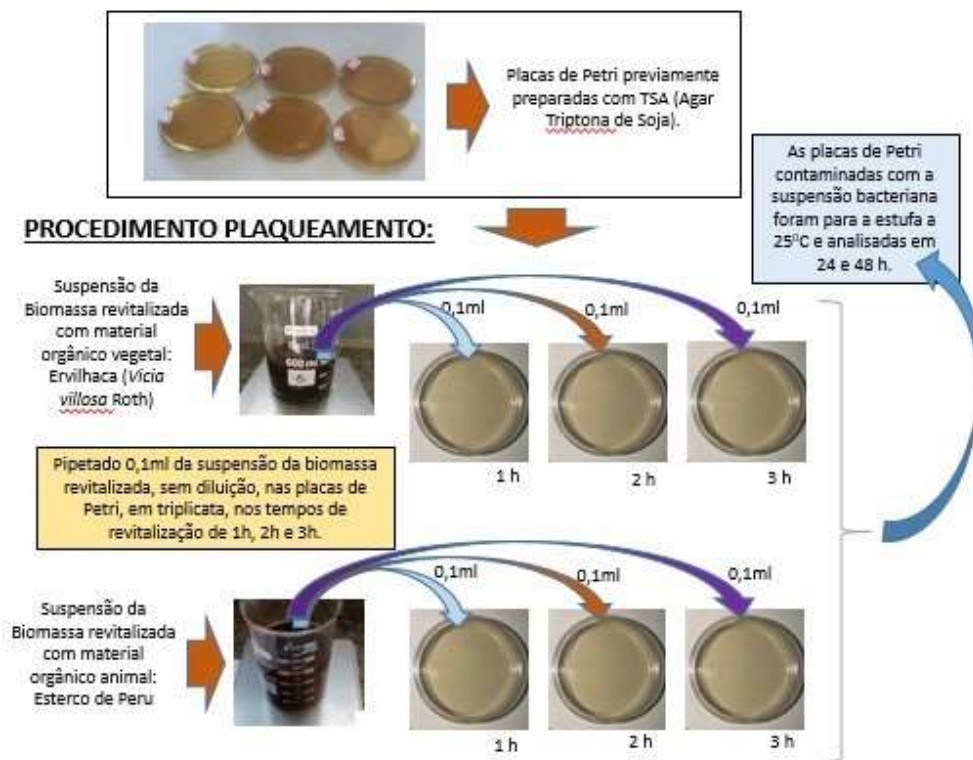 Placas de Petri previamente
preparadas com TSA (Agar
Triptona de Soja).
As placas de Petri
contaminadas com a
suspensão bacteriana
foram para a estufa a
25°C e analisadas em
24 e 48 h.
PROCEDIMENTO PLAQUEAMENTO:
Suspensão da
Biomassa revitalizada
com material
orgânico vegetal:
Ervilhaca (Vicia
villosa Roth)
600
0,1ml
0,1ml
0,1ml
1 h
2 h
3 h
Pipetado 0,1ml da suspensão da biomassa
revitalizada, sem diluição, nas placas de
Petri, em triplicata, nos tempos de
revitalização de 1h, 2h e 3h.
Suspensão da
Biomassa revitalizada
com material
orgânico animal:
Esterco de Peru
0,1ml
0,1ml
0,1ml
1 h
2 h
3 h